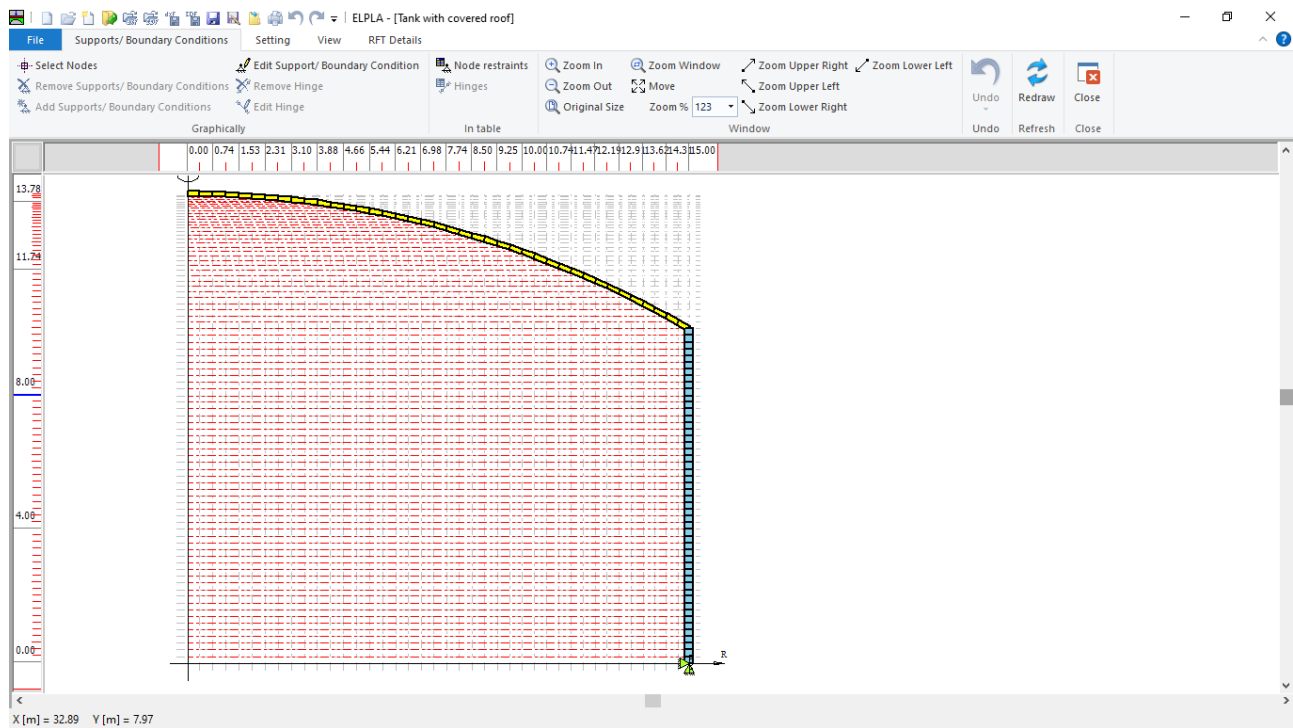 ELPLA - [Tank with covered roof]
File Supports/ Boundary Conditions Setting View RFT Details
Select Nodes Edit Support/ Boundary Condition Node restraints Zoom In Zoom Window Zoom Upper Right Zoom Lower Left
Remove Supports/ Boundary Conditions Remove Hinge Hinges Zoom Out Move Zoom Upper Left Undo Redraw Close
Add Supports/ Boundary Conditions Edit Hinge Original Size Zoom % 123 Zoom Lower Right
Graphically In table Window Undo Refresh Close
0.00 0.74 1.53 2.31 3.10 3.88 4.66 5.44 6.21 6.98 7.74 8.50 9.25 10.00 10.74 11.47 12.19 12.91 13.62 14.31 15.00
13.78
11.74
8.00
4.00
0.00
R
X [m] = 32.89 Y [m] = 7.97